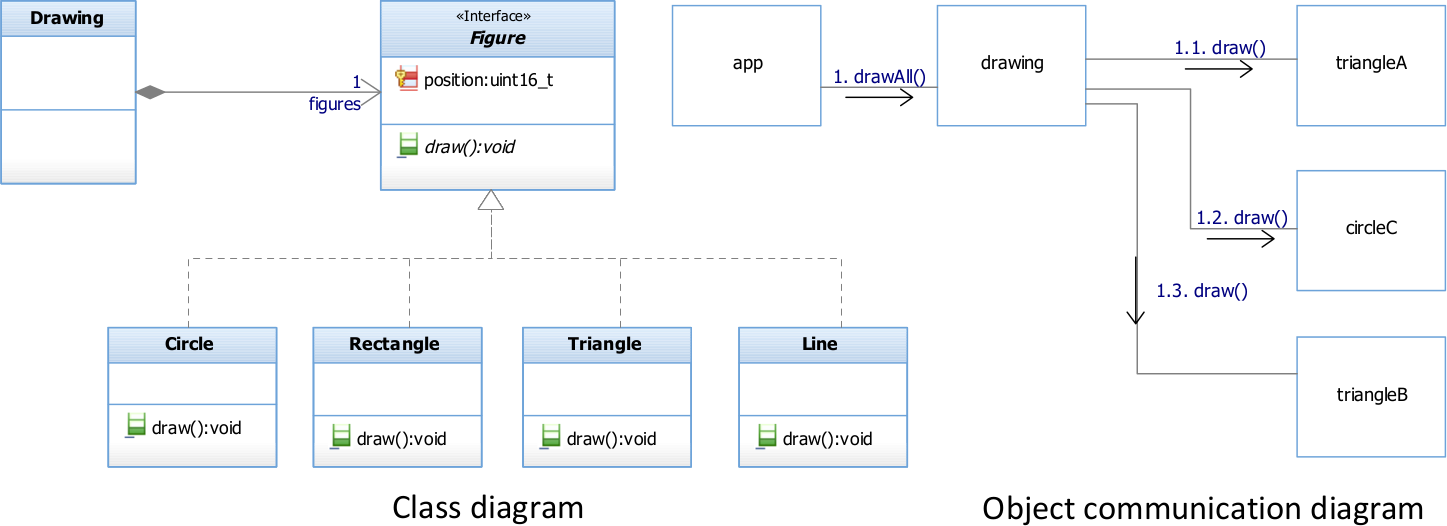 Drawing
«Interface»
Figure
position:uint16_t
draw():void
1
figures
Circle
draw():void
Rectangle
draw():void
Triangle
draw():void
Line
draw():void
Class diagram
app
1. drawAll()
drawing
1.1. draw()
triangleA
1.2. draw()
circleC
1.3. draw()
triangleB
Object communication diagram